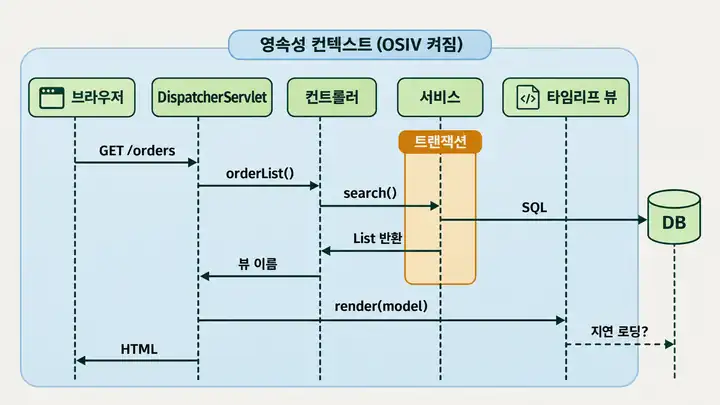 영속성 컨텍스트 (OSIV 켜짐)
브라우저
DispatcherServlet
컨트롤러
서비스
타임리프 뷰
트랜잭션
GET /orders
orderList()
search()
SQL
DB
List 반환
뷰 이름
render(model)
지연 로딩?
HTML